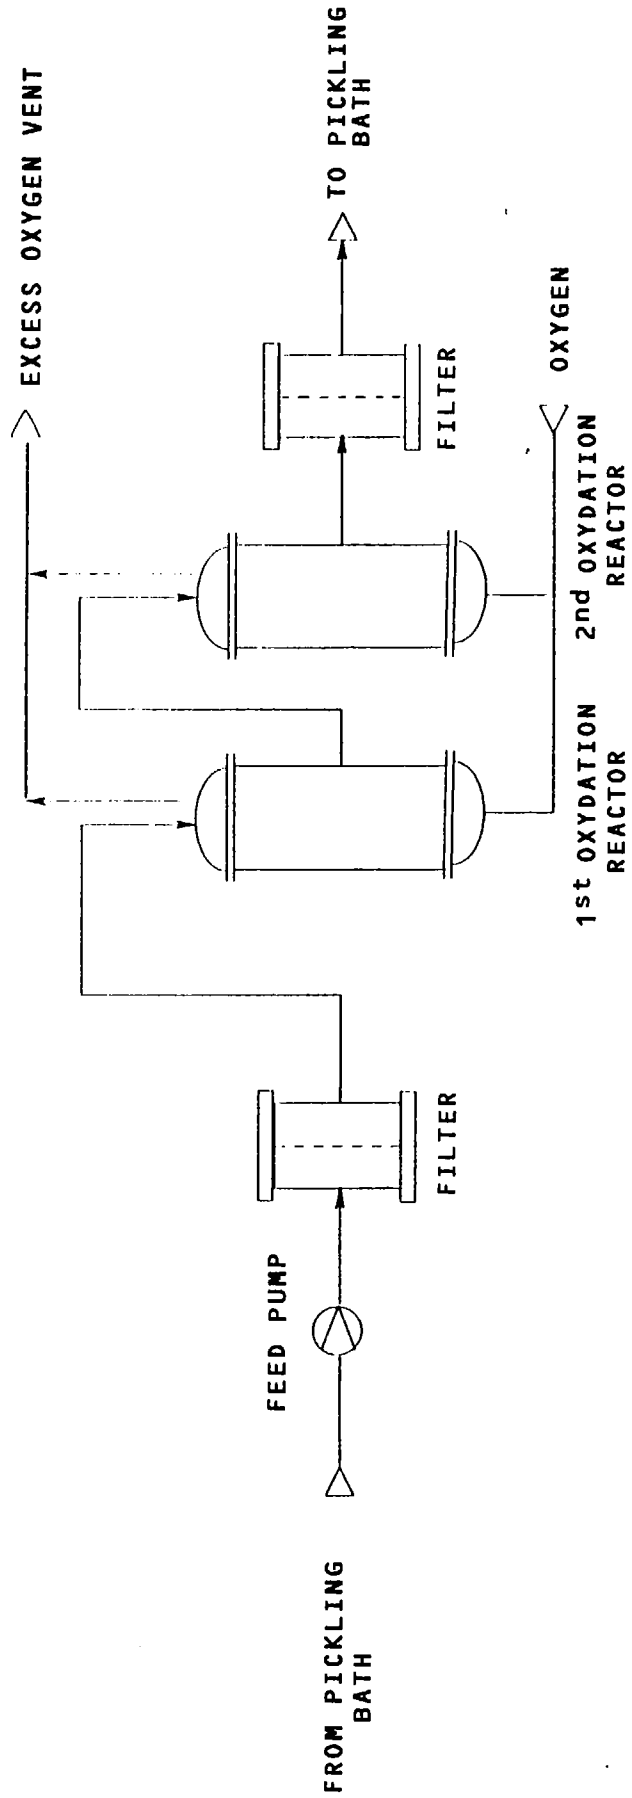 EXCESS OXYGEN VENT
TO PICKLING
BATH
FILTER
OXYGEN
2nd OXYDATION
REACTOR
1st OXYDATION
REACTOR
FILTER
FEED PUMP
FROM PICKLING
BATH